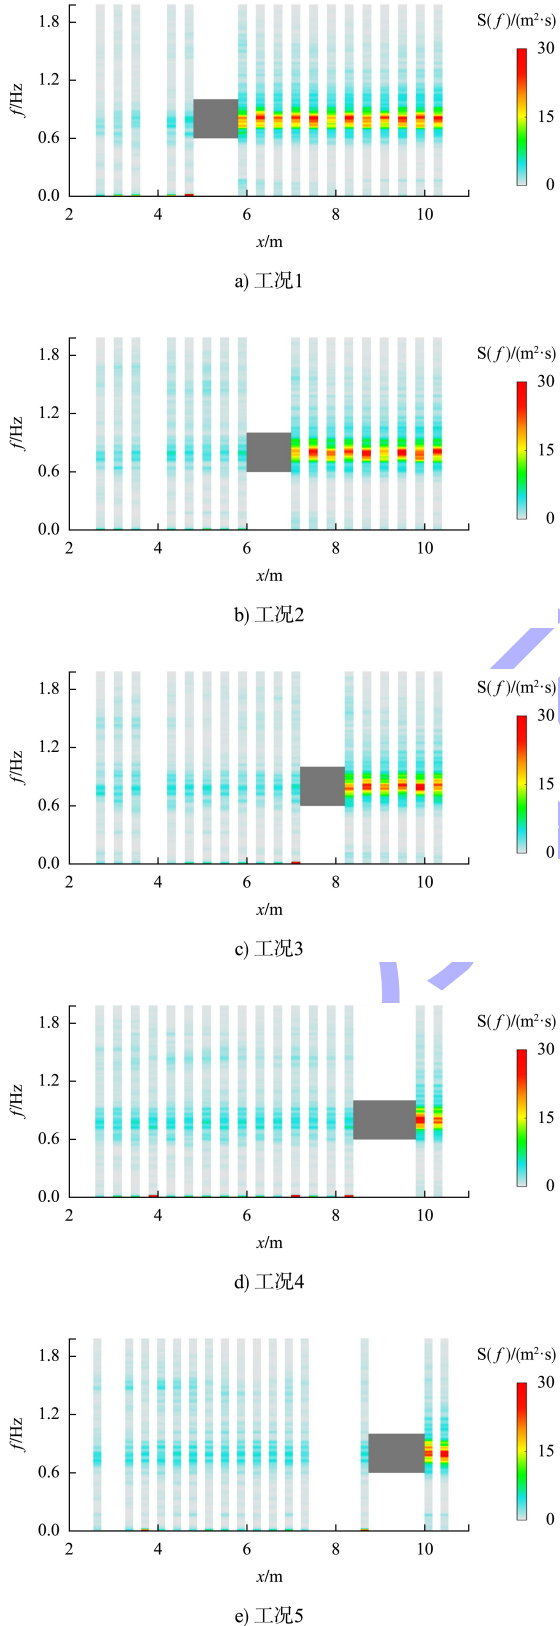 S(f)/(m²·s)
30
15
0
f/Hz
1.8
1.2
0.6
0.0
2 4 6 8 10
x/m
a) 工况1
S(f)/(m²·s)
30
15
0
f/Hz
1.8
1.2
0.6
0.0
2 4 6 8 10
x/m
b) 工况2
S(f)/(m²·s)
30
15
0
f/Hz
1.8
1.2
0.6
0.0
2 4 6 8 10
x/m
c) 工况3
S(f)/(m²·s)
30
15
0
f/Hz
1.8
1.2
0.6
0.0
2 4 6 8 10
x/m
d) 工况4
S(f)/(m²·s)
30
15
0
f/Hz
1.8
1.2
0.6
0.0
2 4 6 8 10
x/m
e) 工况5